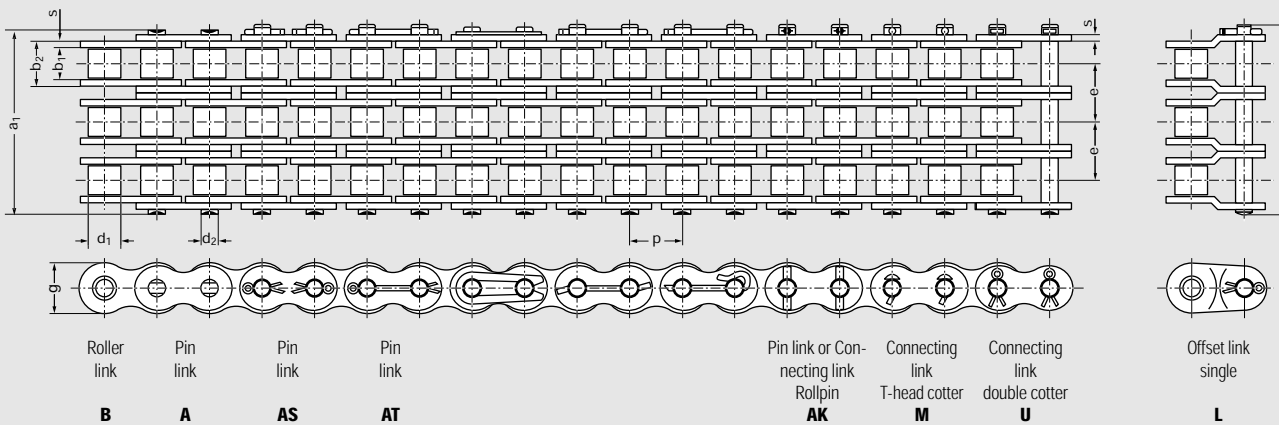 s
b₂
b₁
a₁
s
e
e
d₁
d₂
p
g
Roller
link
B
Pin
link
A
Pin
link
AS
Pin
link
AT
Pin link or Con-
necting link
Rollpin
AK
Connecting
link
T-head cotter
M
Connecting
link
double cotter
U
Offset link
single
L